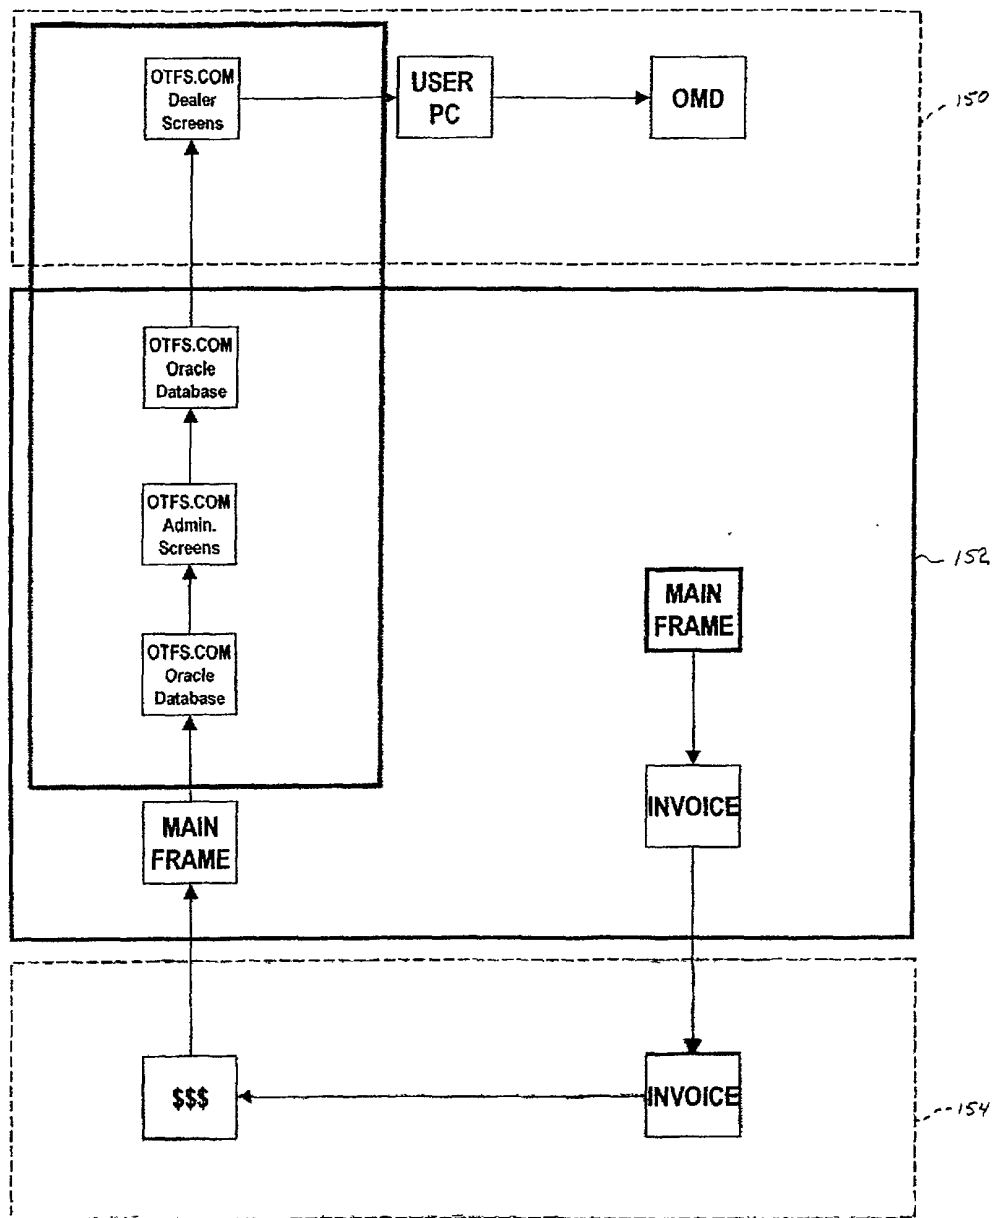 OTFS.COM
Dealer
Screens
USER
PC
OMD
150
OTFS.COM
Oracle
Database
OTFS.COM
Admin.
Screens
152
MAIN
FRAME
OTFS.COM
Oracle
Database
INVOICE
MAIN
FRAME
$$$
INVOICE
154